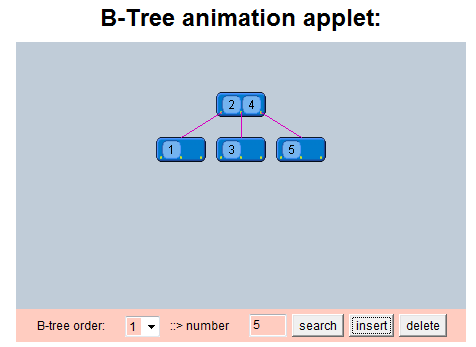 B-Tree animation applet:
2 4
1 3 5
B-tree order: 1 ::> number 5 search insert delete